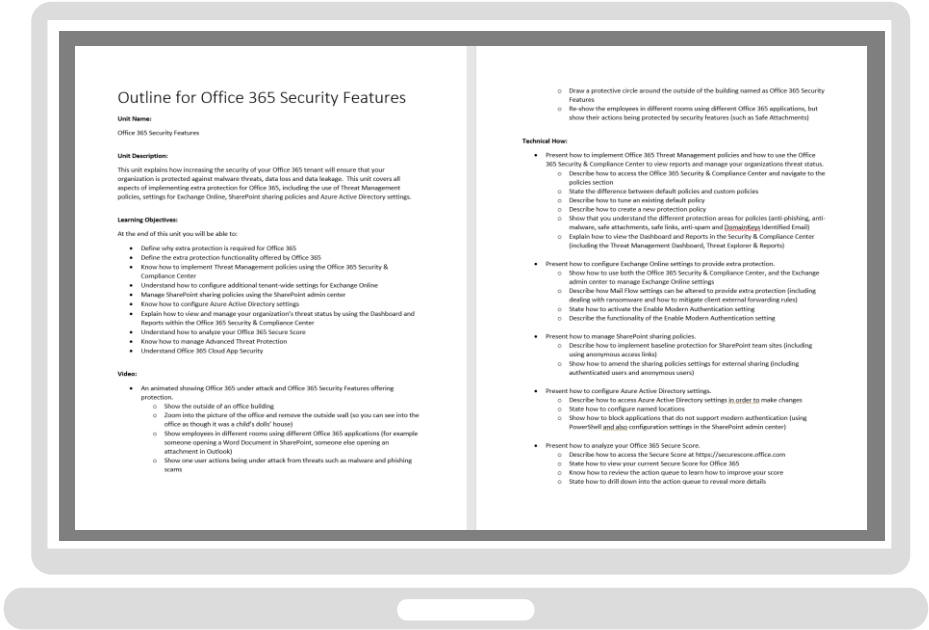 Outline for Office 365 Security Features
Unit Name:
Office 365 Security Features
Unit Description:
This unit explains how increasing the security of your Office 365 tenant will ensure that your
organization is protected against malware threats, data loss and data leakage.  This unit covers all
aspects of implementing extra protection for Office 365, including the use of Threat Management
policies, settings for Exchange Online, SharePoint sharing policies and Azure Active Directory settings.
Learning Objectives:
At the end of this unit you will be able to:
• Define why extra protection is required for Office 365
• Define the extra protection functionality offered by Office 365
• Know how to implement Threat Management policies using the Office 365 Security &
Compliance Center
• Understand how to configure additional tenant-wide settings for Exchange Online
• Manage SharePoint sharing policies using the SharePoint admin center
• Know how to configure Azure Active Directory settings
• Explain how to view and manage your organization's threat status by using the Dashboard and
Reports within the Office 365 Security & Compliance Center
• Understand how to analyze your Office 365 Secure Score
• Know how to manage Advanced Threat Protection
• Understand Office 365 Cloud App Security
Video:
• An animated showing Office 365 under attack and Office 365 Security Features offering
protection.
o Show the outside of an office building
o Zoom into the picture of the office and remove the outside wall (so you can see into the
office as though it was a child's dolls' house)
o Show employees in different rooms using different Office 365 applications (for example
someone opening a Word Document in SharePoint, someone else opening an
attachment in Outlook)
o Show one user actions being under attack from threats such as malware and phishing
scams
o Draw a protective circle around the outside of the building named as Office 365 Security
Features
o Re-show the employees in different rooms using different Office 365 applications, but
show their actions being protected by security features (such as Safe Attachments)
Technical How:
• Present how to implement Office 365 Threat Management policies and how to use the Office
365 Security & Compliance Center to view reports and manage your organizations threat status.
o Describe how to access the Office 365 Security & Compliance Center and navigate to the
policies section
o State the difference between default policies and custom policies
o Describe how to tune an existing default policy
o Describe how to create a new protection policy
o Show that you understand the different protection areas for policies (anti-phishing, anti-
malware, safe attachments, safe links, anti-spam and DomainKeys Identified Email)
o Explain how to view the Dashboard and Reports in the Security & Compliance Center
(including the Threat Management Dashboard, Threat Explorer & Reports)
• Present how to configure Exchange Online settings to provide extra protection.
o Show how to use both the Office 365 Security & Compliance Center, and the Exchange
admin center to manage Exchange Online settings
o Describe how Mail Flow settings can be altered to provide extra protection (including
dealing with ransomware and how to mitigate client external forwarding rules)
o State how to activate the Enable Modern Authentication setting
o Describe the functionality of the Enable Modern Authentication setting
• Present how to manage SharePoint sharing policies.
o Describe how to implement baseline protection for SharePoint team sites (including
using anonymous access links)
o Show how to amend the sharing policies settings for external sharing (including
authenticated users and anonymous users)
• Present how to configure Azure Active Directory settings.
o Describe how to access Azure Active Directory settings in order to make changes
o State how to configure named locations
o Show how to block applications that do not support modern authentication (using
PowerShell and also configuration settings in the SharePoint admin center)
• Present how to analyze your Office 365 Secure Score.
o Describe how to access the Secure Score at https://securescore.office.com
o State how to view your current Secure Score for Office 365
o Know how to review the action queue to learn how to improve your score
o State how to drill down into the action queue to reveal more details